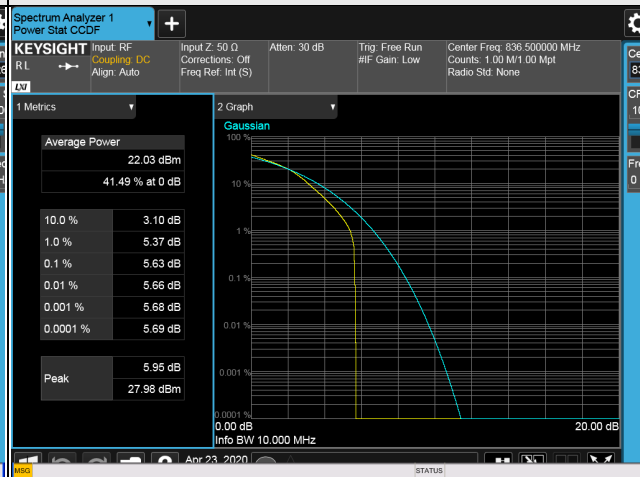 Spectrum Analyzer 1
Power Stat CCDF
KEYSIGHT
RL
LXI
Input: RF
Coupling: DC
Align: Auto
Input Z: 50 Ω
Corrections: Off
Freq Ref: Int (S)
Atten: 30 dB
Trig: Free Run
#IF Gain: Low
Center Freq: 836.500000 MHz
Counts: 1.00 M/1.00 Mpt
Radio Std: None
1 Metrics
Average Power
22.03 dBm
41.49 % at 0 dB
10.0 % 3.10 dB
1.0 % 5.37 dB
0.1 % 5.63 dB
0.01 % 5.66 dB
0.001 % 5.68 dB
0.0001 % 5.69 dB
Peak
5.95 dB
27.98 dBm
2 Graph
Gaussian
100 %
10 %
1 %
0.1 %
0.01 %
0.001 %
0.0001 %
0.00 dB 20.00 dB
Info BW 10.000 MHz
Apr 23, 2020
MSG STATUS